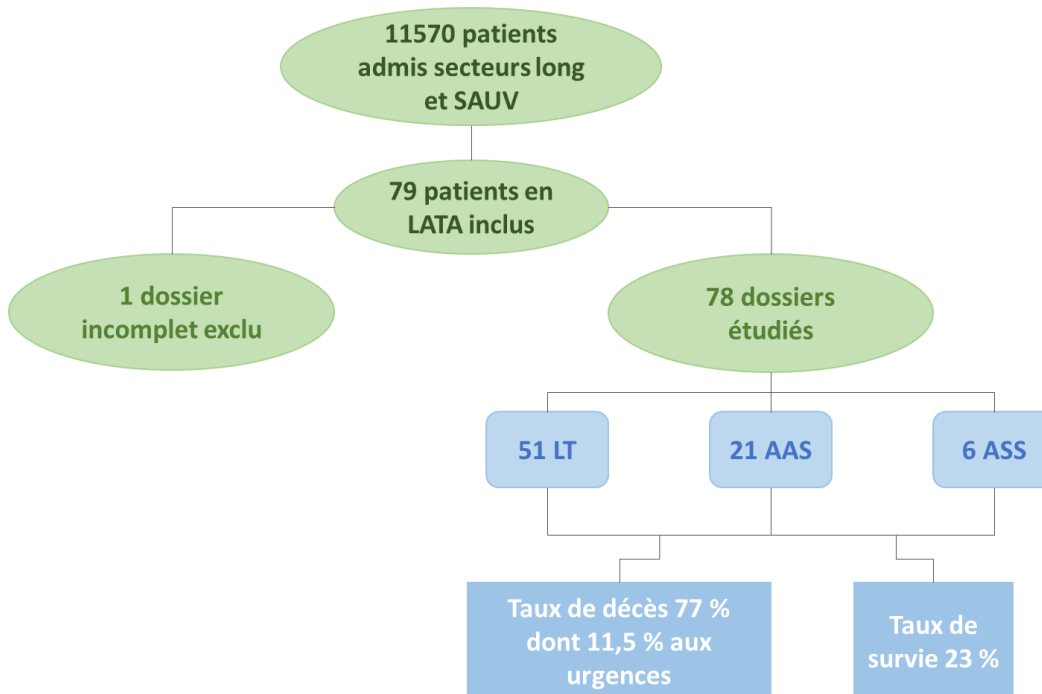 11570 patients
admis secteurs long
et SAUV
79 patients en
LATA inclus
1 dossier
incomplet exclu
78 dossiers
étudiés
51 LT
21 AAS
6 ASS
Taux de décès 77 %
dont 11,5 % aux
urgences
Taux de
survie 23 %